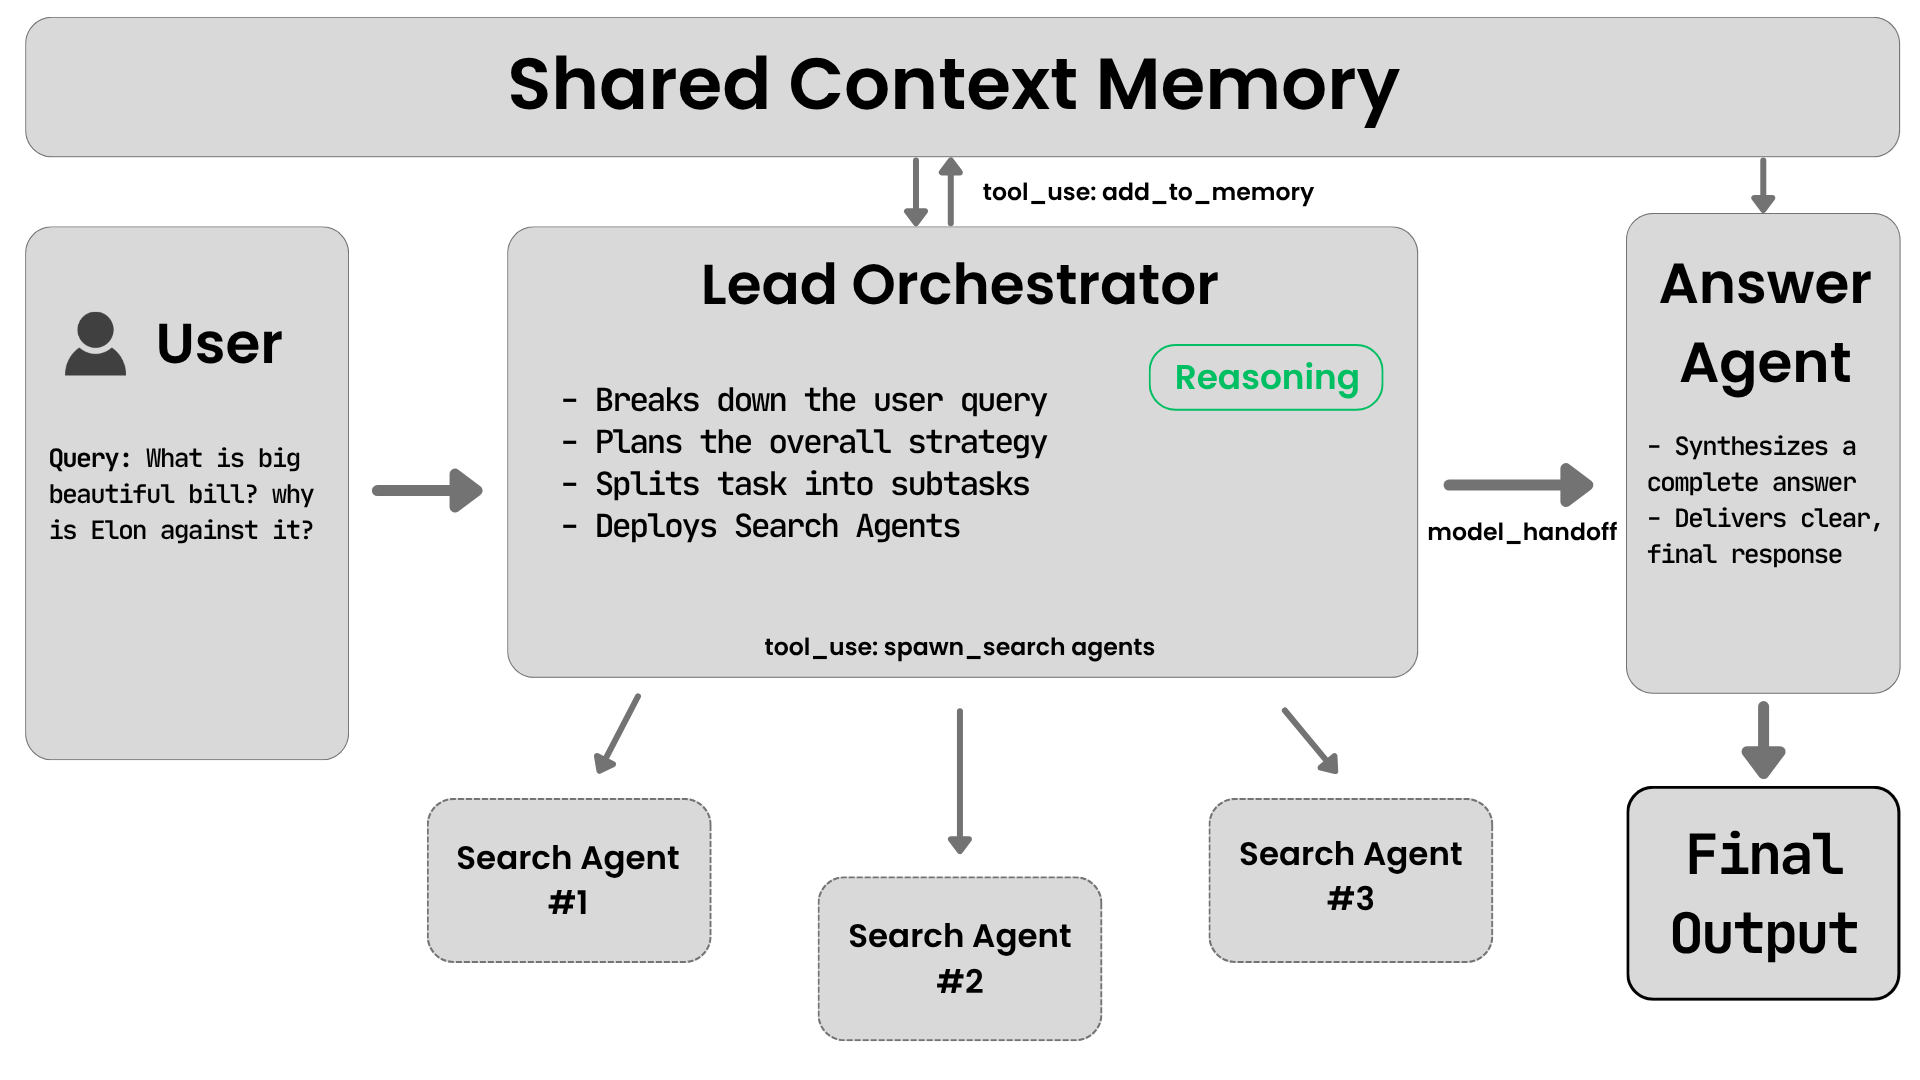 Shared Context Memory
tool_use: add_to_memory
User
Query: What is big
beautiful bill? why
is Elon against it?
Lead Orchestrator
Reasoning
- Breaks down the user query
- Plans the overall strategy
- Splits task into subtasks
- Deploys Search Agents
tool_use: spawn_search agents
model_handoff
Answer
Agent
- Synthesizes a
complete answer
- Delivers clear,
final response
Search Agent
#1
Search Agent
#2
Search Agent
#3
Final
Output